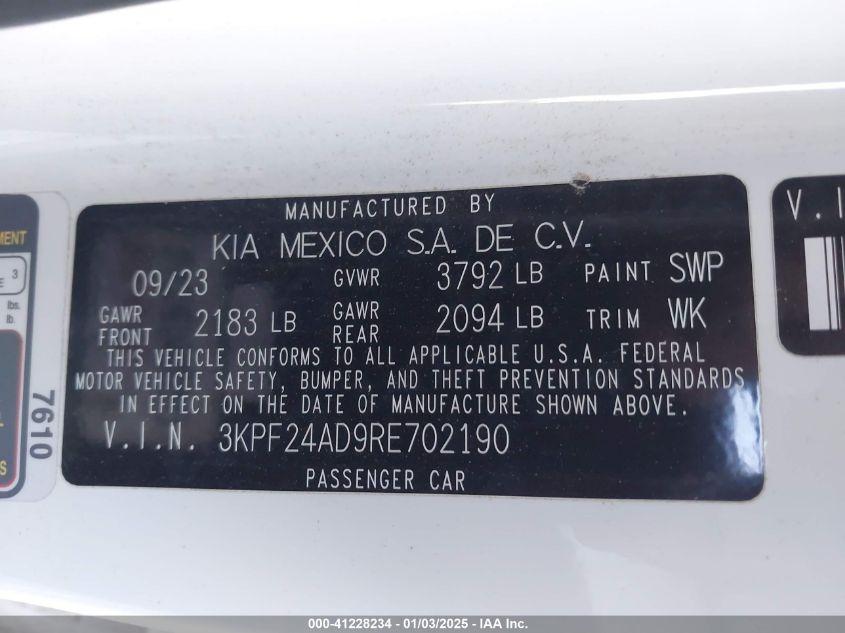 MANUFACTURED BY
KIA MEXICO S.A. DE C.V.
09/23 GVWR 3792 LB PAINT SWP
GAWR FRONT 2183 LB GAWR REAR 2094 LB TRIM WK
THIS VEHICLE CONFORMS TO ALL APPLICABLE U.S.A. FEDERAL
MOTOR VEHICLE SAFETY, BUMPER, AND THEFT PREVENTION STANDARDS
IN EFFECT ON THE DATE OF MANUFACTURE SHOWN ABOVE.
V.I.N. 3KPF24AD9RE702190
PASSENGER CAR
3
lbs.
lb.
7610
000-41228234 - 01/03/2025 - IAA Inc.